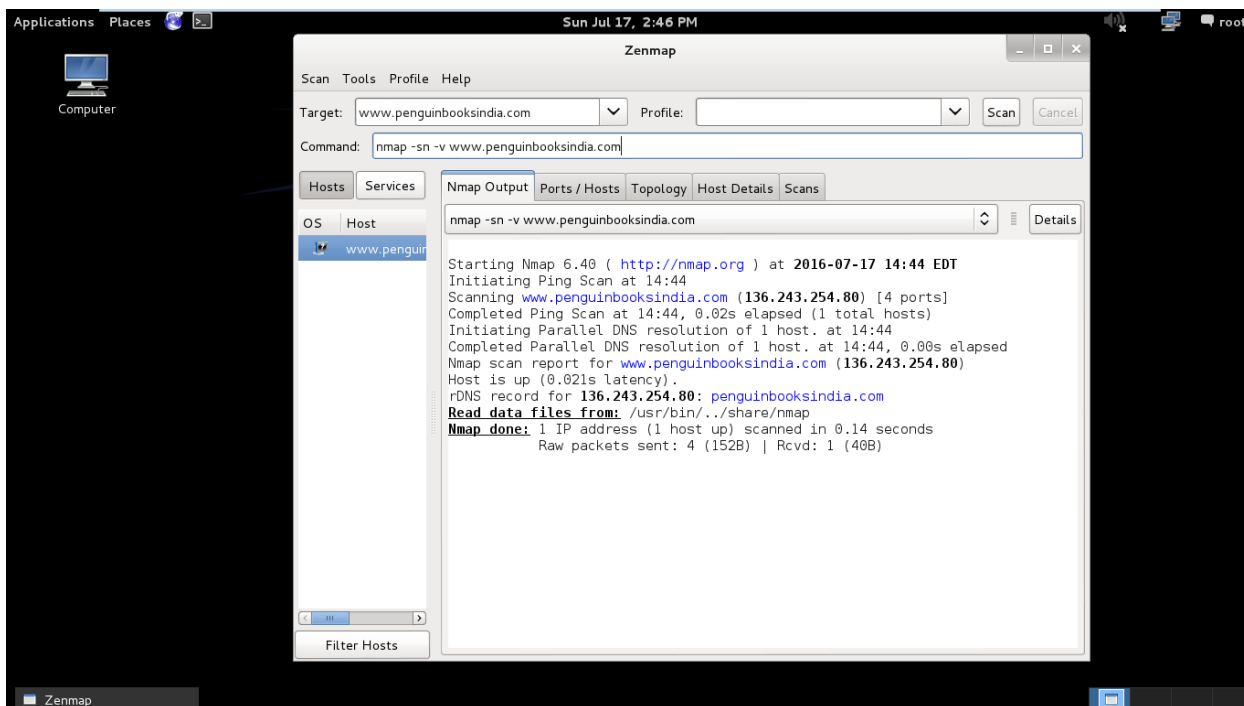 Applications Places Sun Jul 17, 2:46 PM root
Computer
Zenmap
Scan Tools Profile Help
Target: www.penguinbooksindia.com Profile: Scan Cancel
Command: nmap -sn -v www.penguinbooksindia.com
Hosts Services Nmap Output Ports / Hosts Topology Host Details Scans
OS Host nmap -sn -v www.penguinbooksindia.com Details
www.penguin
Starting Nmap 6.40 ( http://nmap.org ) at 2016-07-17 14:44 EDT
Initiating Ping Scan at 14:44
Scanning www.penguinbooksindia.com (136.243.254.80) [4 ports]
Completed Ping Scan at 14:44, 0.02s elapsed (1 total hosts)
Initiating Parallel DNS resolution of 1 host. at 14:44
Completed Parallel DNS resolution of 1 host. at 14:44, 0.00s elapsed
Nmap scan report for www.penguinbooksindia.com (136.243.254.80)
Host is up (0.021s latency).
rDNS record for 136.243.254.80: penguinbooksindia.com
Read data files from: /usr/bin/../share/nmap
Nmap done: 1 IP address (1 host up) scanned in 0.14 seconds
Raw packets sent: 4 (152B) | Rcvd: 1 (40B)
Filter Hosts
Zenmap